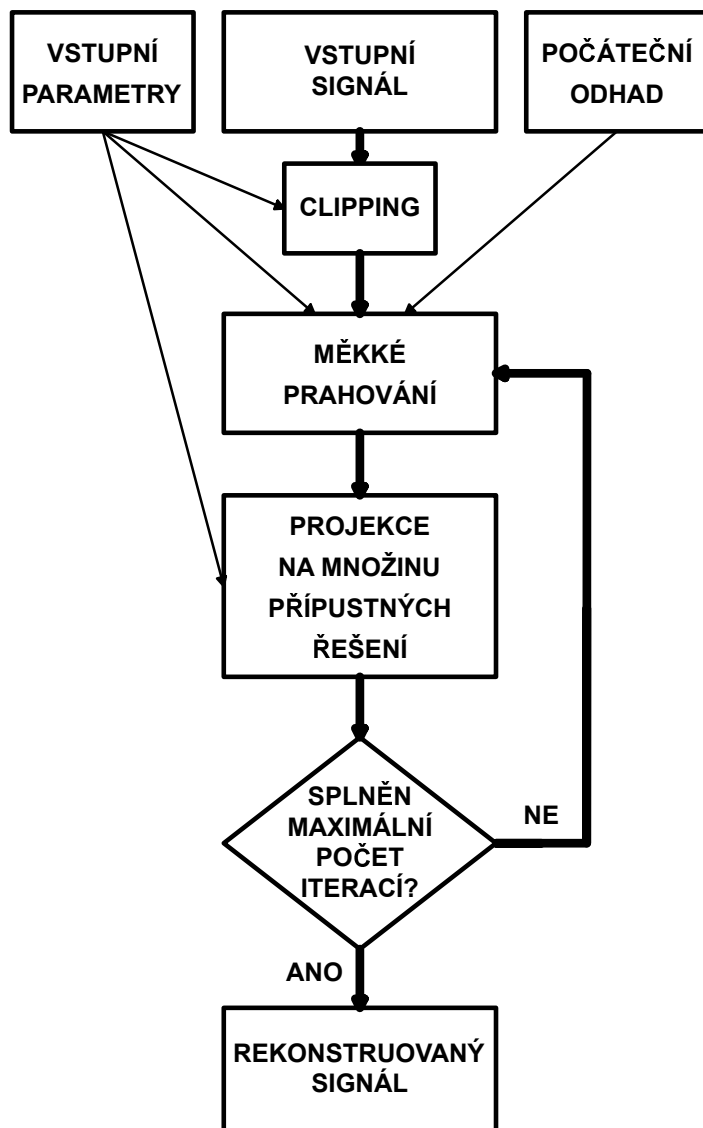 VSTUPNÍ
PARAMETRY
VSTUPNÍ
SIGNÁL
POČÁTEČNÍ
ODHAD
CLIPPING
MĚKKÉ
PRAHOVÁNÍ
PROJEKCE
NA MNOŽINU
PŘÍPUSTNÝCH
ŘEŠENÍ
SPLNĚN
MAXIMÁLNÍ
POČET
ITERACÍ?
NE
ANO
REKONSTRUOVANÝ
SIGNÁL